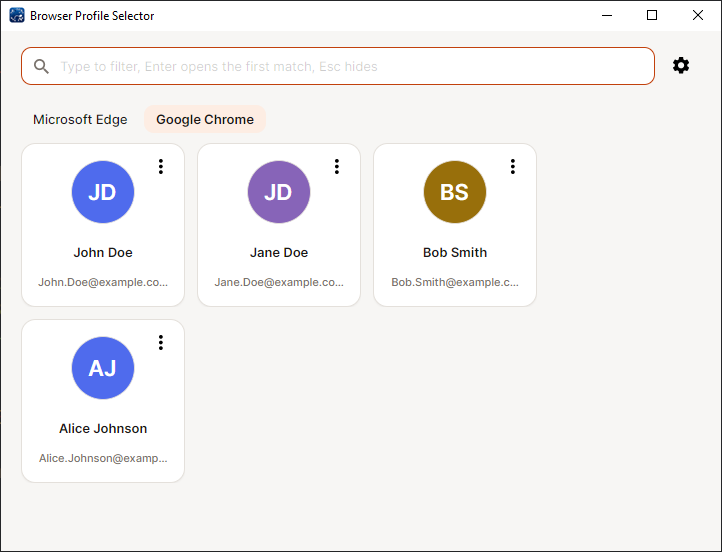 Browser Profile Selector
Type to filter, Enter opens the first match, Esc hides
Microsoft Edge Google Chrome
JD JD BS
John Doe Jane Doe Bob Smith
John.Doe@example.co... Jane.Doe@example.co... Bob.Smith@example.c...
AJ
Alice Johnson
Alice.Johnson@examp...